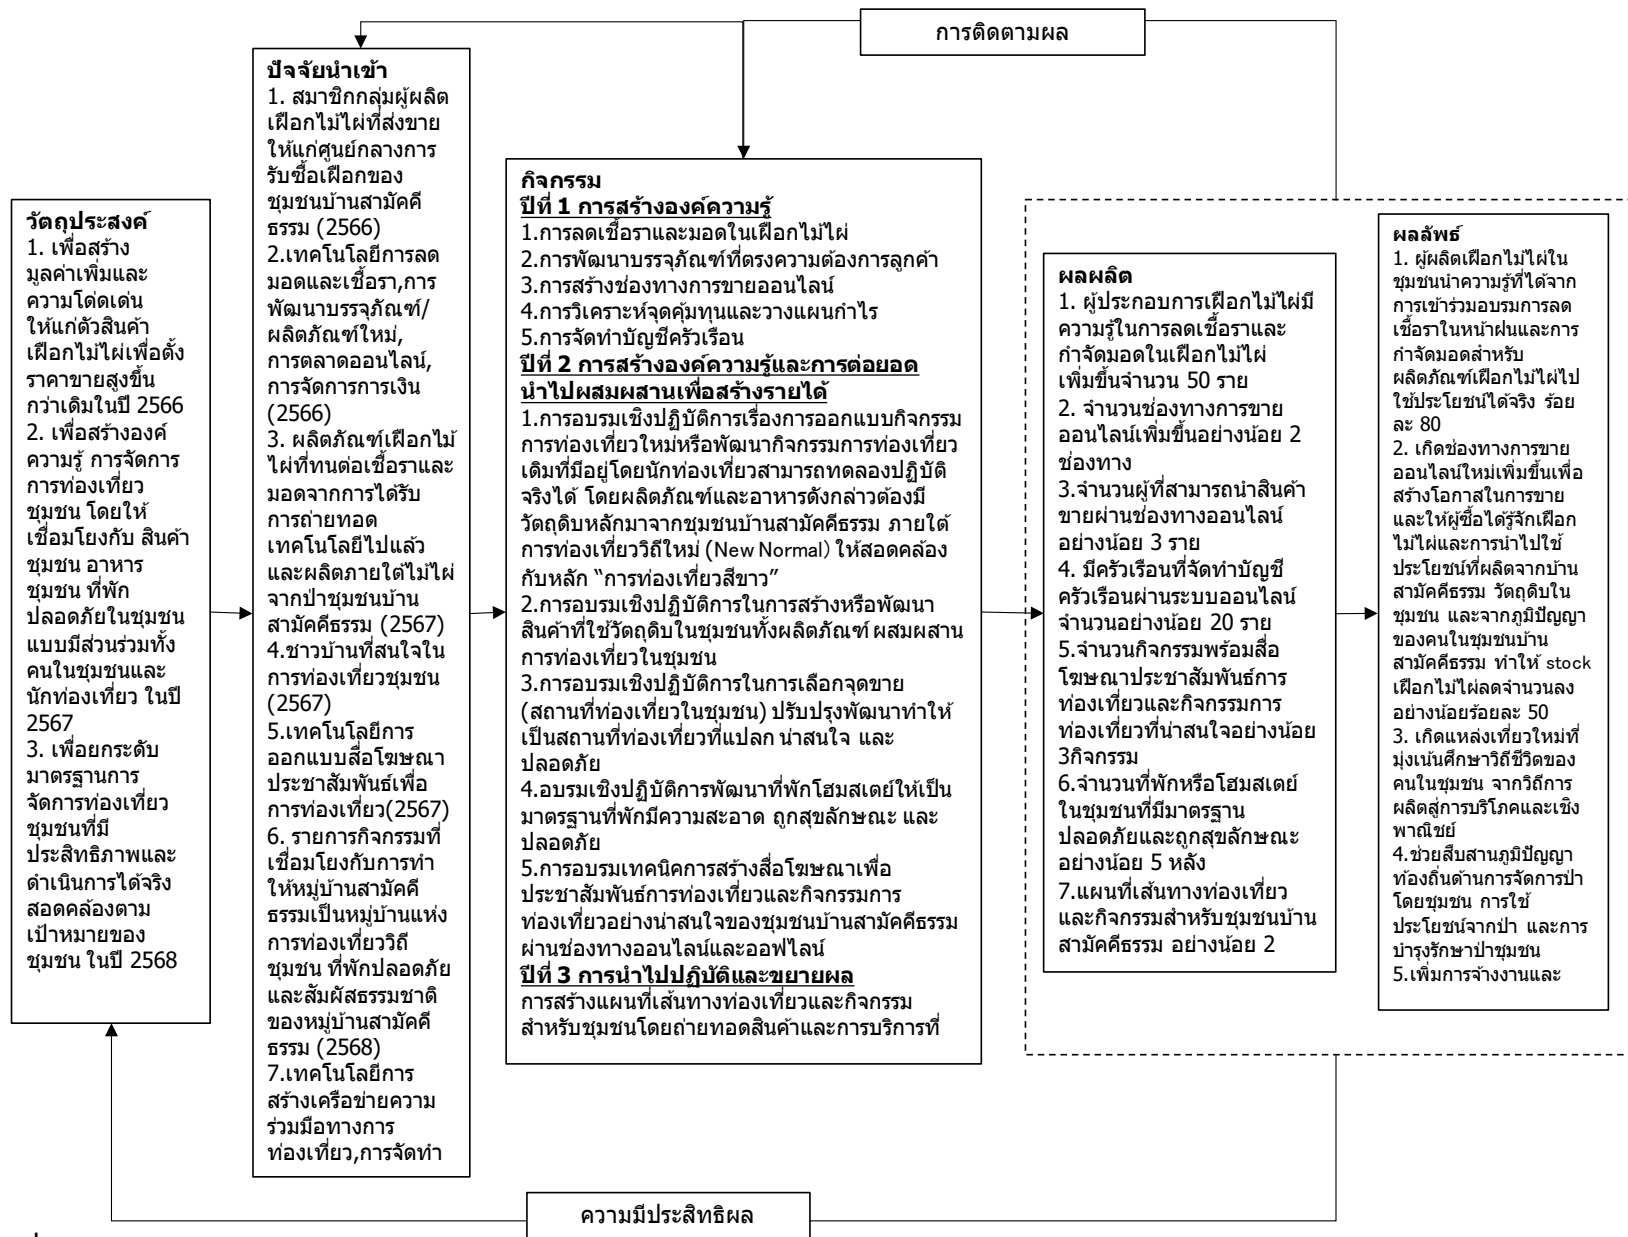 การติดตามผล
วัตถุประสงค์
1. เพื่อสร้าง
มูลค่าเพิ่มและ
ความโดดเด่น
ให้แก่ตัวสินค้า
เฝือกไม้ไผ่เพื่อตั้ง
ราคาขายสูงขึ้น
กว่าเดิมในปี 2566
2. เพื่อสร้างองค์
ความรู้ การจัดการ
การท่องเที่ยว
ชุมชน โดยให้
เชื่อมโยงกับ สินค้า
ชุมชน อาหาร
ชุมชน ที่พัก
ปลอดภัยในชุมชน
แบบมีส่วนร่วมทั้ง
คนในชุมชนและ
นักท่องเที่ยว ในปี
2567
3. เพื่อยกระดับ
มาตรฐานการ
จัดการท่องเที่ยว
ชุมชนที่มี
ประสิทธิภาพและ
ดำเนินการได้จริง
สอดคล้องตาม
เป้าหมายของ
ชุมชน ในปี 2568
ปัจจัยนำเข้า
1. สมาชิกกลุ่มผู้ผลิต
เฝือกไม้ไผ่ที่ส่งขาย
ให้แก่ศูนย์กลางการ
รับซื้อเฝือกของ
ชุมชนบ้านสามัคคี
ธรรม (2566)
2.เทคโนโลยีการลด
มอดและเชื้อรา,การ
พัฒนาบรรจุภัณฑ์/
ผลิตภัณฑ์ใหม่,
การตลาดออนไลน์,
การจัดการการเงิน
(2566)
3. ผลิตภัณฑ์เฝือกไม้
ไผ่ที่ทนต่อเชื้อราและ
มอดจากการได้รับ
การถ่ายทอด
เทคโนโลยีไปแล้ว
และผลิตภายใต้ไม้ไผ่
จากป่าชุมชนบ้าน
สามัคคีธรรม (2567)
4.ชาวบ้านที่สนใจใน
การท่องเที่ยวชุมชน
(2567)
5.เทคโนโลยีการ
ออกแบบสื่อโฆษณา
ประชาสัมพันธ์เพื่อ
การท่องเที่ยว(2567)
6. รายการกิจกรรมที่
เชื่อมโยงกับการทำ
ให้หมู่บ้านสามัคคี
ธรรมเป็นหมู่บ้านแห่ง
การท่องเที่ยววิถี
ชุมชน ที่พักปลอดภัย
และสัมผัสธรรมชาติ
ของหมู่บ้านสามัคคี
ธรรม (2568)
7.เทคโนโลยีการ
สร้างเครือข่ายความ
ร่วมมือทางการ
ท่องเที่ยว,การจัดทำ
กิจกรรม
ปีที่ 1 การสร้างองค์ความรู้
1.การลดเชื้อราและมอดในเฝือกไม้ไผ่
2.การพัฒนาบรรจุภัณฑ์ที่ตรงความต้องการลูกค้า
3.การสร้างช่องทางการขายออนไลน์
4.การวิเคราะห์จุดคุ้มทุนและวางแผนกำไร
5.การจัดทำบัญชีครัวเรือน
ปีที่ 2 การสร้างองค์ความรู้และการต่อยอด
นำไปผสมผสานเพื่อสร้างรายได้
1.การอบรมเชิงปฏิบัติการเรื่องการออกแบบกิจกรรม
การท่องเที่ยวใหม่หรือพัฒนากิจกรรมการท่องเที่ยว
เดิมที่มีอยู่โดยนักท่องเที่ยวสามารถทดลองปฏิบัติ
จริงได้ โดยผลิตภัณฑ์และอาหารดังกล่าวต้องมี
วัตถุดิบหลักมาจากชุมชนบ้านสามัคคีธรรม ภายใต้
การท่องเที่ยววิถีใหม่ (New Normal) ให้สอดคล้อง
กับหลัก “การท่องเที่ยวสีขาว”
2.การอบรมเชิงปฏิบัติการในการสร้างหรือพัฒนา
สินค้าที่ใช้วัตถุดิบในชุมชนทั้งผลิตภัณฑ์ ผสมผสาน
การท่องเที่ยวในชุมชน
3.การอบรมเชิงปฏิบัติการในการเลือกจุดขาย
(สถานที่ท่องเที่ยวในชุมชน) ปรับปรุงพัฒนาทำให้
เป็นสถานที่ท่องเที่ยวที่แปลก น่าสนใจ และ
ปลอดภัย
4.อบรมเชิงปฏิบัติการพัฒนาที่พักโฮมสเตย์ให้เป็น
มาตรฐานที่พักมีความสะอาด ถูกสุขลักษณะ และ
ปลอดภัย
5.การอบรมเทคนิคการสร้างสื่อโฆษณาเพื่อ
ประชาสัมพันธ์การท่องเที่ยวและกิจกรรมการ
ท่องเที่ยวอย่างน่าสนใจของชุมชนบ้านสามัคคีธรรม
ผ่านช่องทางออนไลน์และออฟไลน์
ปีที่ 3 การนำไปปฏิบัติและขยายผล
การสร้างแผนที่เส้นทางท่องเที่ยวและกิจกรรม
สำหรับชุมชนโดยถ่ายทอดสินค้าและการบริการที่
ผลผลิต
1. ผู้ประกอบการเฝือกไม้ไผ่มี
ความรู้ในการลดเชื้อราและ
กำจัดมอดในเฝือกไม้ไผ่
เพิ่มขึ้นจำนวน 50 ราย
2. จำนวนช่องทางการขาย
ออนไลน์เพิ่มขึ้นอย่างน้อย 2
ช่องทาง
3.จำนวนผู้ที่สามารถนำสินค้า
ขายผ่านช่องทางออนไลน์
อย่างน้อย 3 ราย
4. มีครัวเรือนที่จัดทำบัญชี
ครัวเรือนผ่านระบบออนไลน์
จำนวนอย่างน้อย 20 ราย
5.จำนวนกิจกรรมพร้อมสื่อ
โฆษณาประชาสัมพันธ์การ
ท่องเที่ยวและกิจกรรมการ
ท่องเที่ยวที่น่าสนใจอย่างน้อย
3กิจกรรม
6.จำนวนที่พักหรือโฮมสเตย์
ในชุมชนที่มีมาตรฐาน
ปลอดภัยและถูกสุขลักษณะ
อย่างน้อย 5 หลัง
7.แผนที่เส้นทางท่องเที่ยว
และกิจกรรมสำหรับชุมชนบ้าน
สามัคคีธรรม อย่างน้อย 2
ผลลัพธ์
1. ผู้ผลิตเฝือกไม้ไผ่ใน
ชุมชนนำความรู้ที่ได้จาก
การเข้าร่วมอบรมการลด
เชื้อราในหน้าฝนและการ
กำจัดมอดสำหรับ
ผลิตภัณฑ์เฝือกไม้ไผ่ไป
ใช้ประโยชน์ได้จริง ร้อย
ละ 80
2. เกิดช่องทางการขาย
ออนไลน์ใหม่เพิ่มขึ้นเพื่อ
สร้างโอกาสในการขาย
และให้ผู้ซื้อได้รู้จักเฝือก
ไม้ไผ่และการนำไปใช้
ประโยชน์ที่ผลิตจากบ้าน
สามัคคีธรรม วัตถุดิบใน
ชุมชน และจากภูมิปัญญา
ของคนในชุมชนบ้าน
สามัคคีธรรม ทำให้ stock
เฝือกไม้ไผ่ลดจำนวนลง
อย่างน้อยร้อยละ 50
3. เกิดแหล่งเที่ยวใหม่ที่
มุ่งเน้นศึกษาวิถีชีวิตของ
คนในชุมชน จากวิถีการ
ผลิตสู่การบริโภคและเชิง
พาณิชย์
4.ช่วยสืบสานภูมิปัญญา
ท้องถิ่นด้านการจัดการป่า
โดยชุมชน การใช้
ประโยชน์จากป่า และการ
บำรุงรักษาป่าชุมชน
5.เพิ่มการจ้างงานและ
ความมีประสิทธิผล